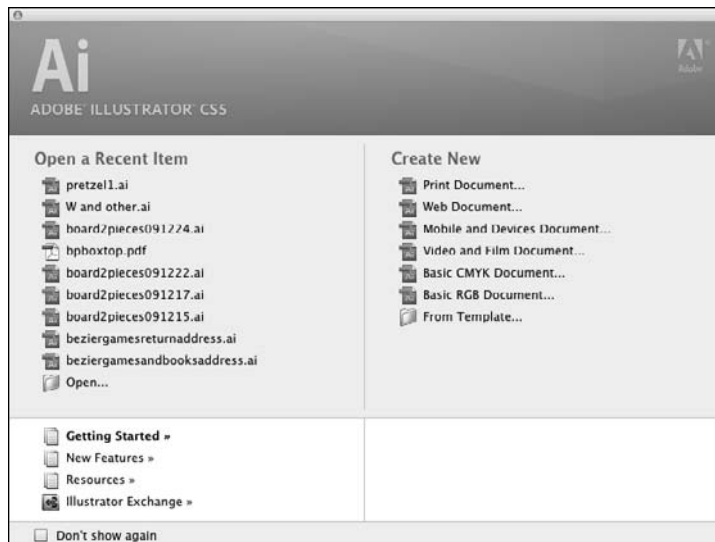 Ai
Adobe
ADOBE® ILLUSTRATOR® CS5
Open a Recent Item
pretzel1.ai
W and other.ai
board2pieces091224.ai
bpboxtop.pdf
board2pieces091222.ai
board2pieces091217.ai
board2pieces091215.ai
beziergamesreturnaddress.ai
beziergamesandbooksaddress.ai
Open...
Create New
Print Document...
Web Document...
Mobile and Devices Document...
Video and Film Document...
Basic CMYK Document...
Basic RGB Document...
From Template...
Getting Started »
New Features »
Resources »
Illustrator Exchange »
Don't show again